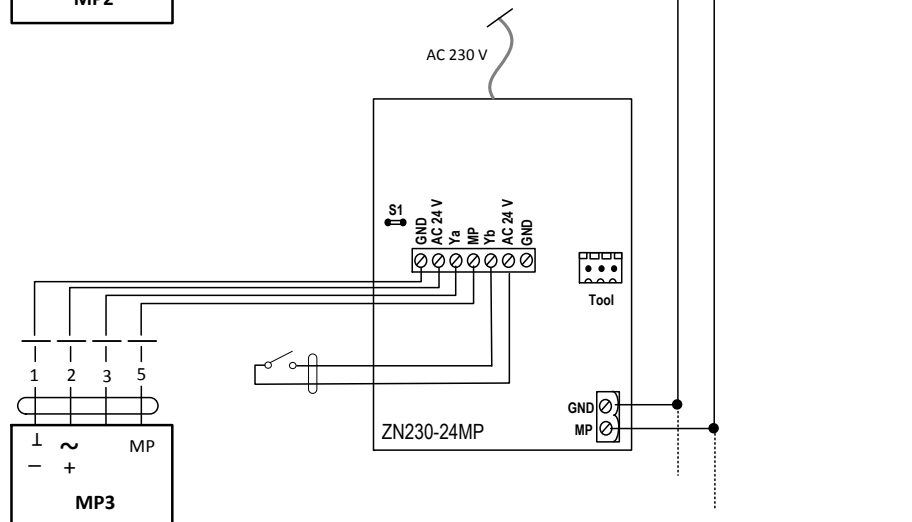 MP2
AC 230 V
S1
GND
AC 24 V
Ya
MP
Yb
AC 24 V
GND
Tool
1 2 3 5
GND
MP
ZN230-24MP
⊥ ~ MP
– +
MP3